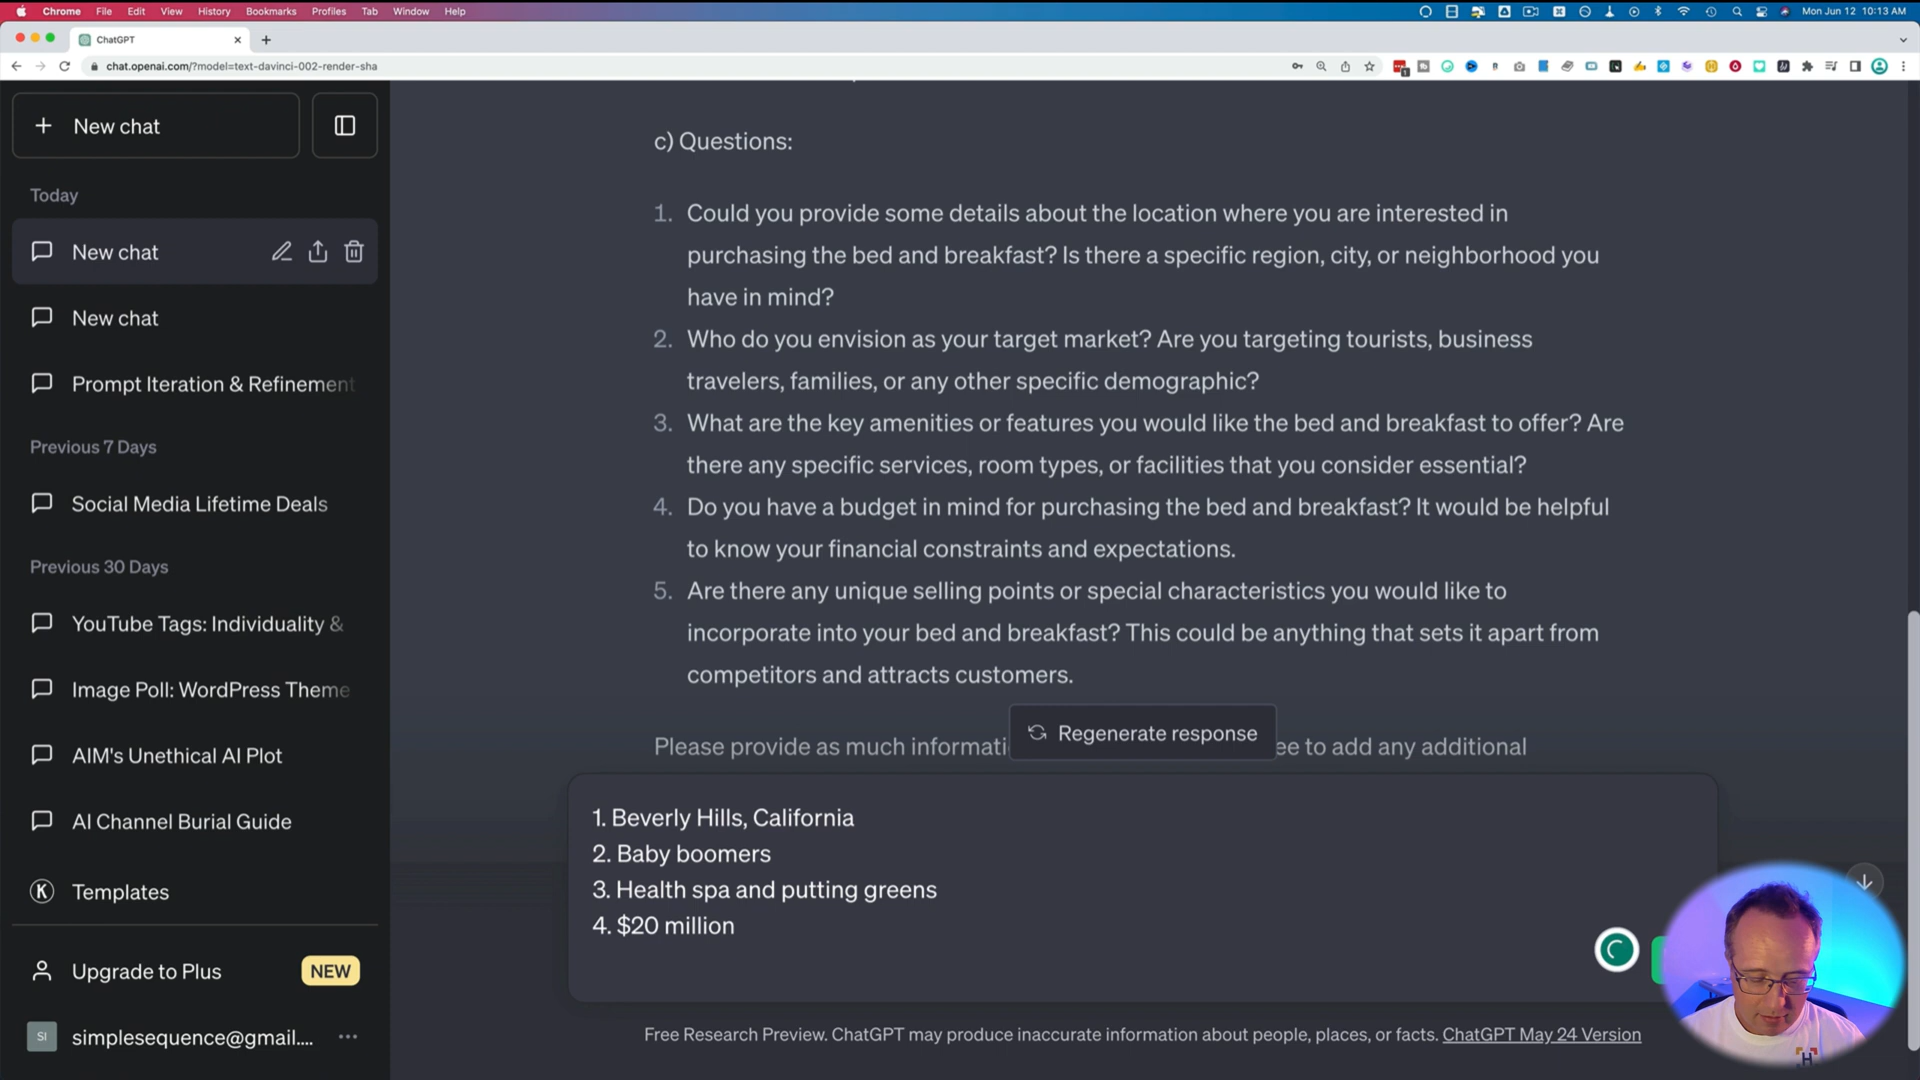 Chrome File Edit View History Bookmarks Profiles Tab Window Help Mon Jun 12 10:13 AM
ChatGPT
chat.openai.com/?model=text-davinci-002-render-sha
New chat
Today
New chat
New chat
Prompt Iteration & Refinement
Previous 7 Days
Social Media Lifetime Deals
Previous 30 Days
YouTube Tags: Individuality &
Image Poll: WordPress Theme
AIM's Unethical AI Plot
AI Channel Burial Guide
Templates
Upgrade to Plus NEW
SI simplesequence@gmail....
c) Questions:
1. Could you provide some details about the location where you are interested in
purchasing the bed and breakfast? Is there a specific region, city, or neighborhood you
have in mind?
2. Who do you envision as your target market? Are you targeting tourists, business
travelers, families, or any other specific demographic?
3. What are the key amenities or features you would like the bed and breakfast to offer? Are
there any specific services, room types, or facilities that you consider essential?
4. Do you have a budget in mind for purchasing the bed and breakfast? It would be helpful
to know your financial constraints and expectations.
5. Are there any unique selling points or special characteristics you would like to
incorporate into your bed and breakfast? This could be anything that sets it apart from
competitors and attracts customers.
Regenerate response
Please provide as much informati ee to add any additional
1. Beverly Hills, California
2. Baby boomers
3. Health spa and putting greens
4. $20 million
Free Research Preview. ChatGPT may produce inaccurate information about people, places, or facts. ChatGPT May 24 Version